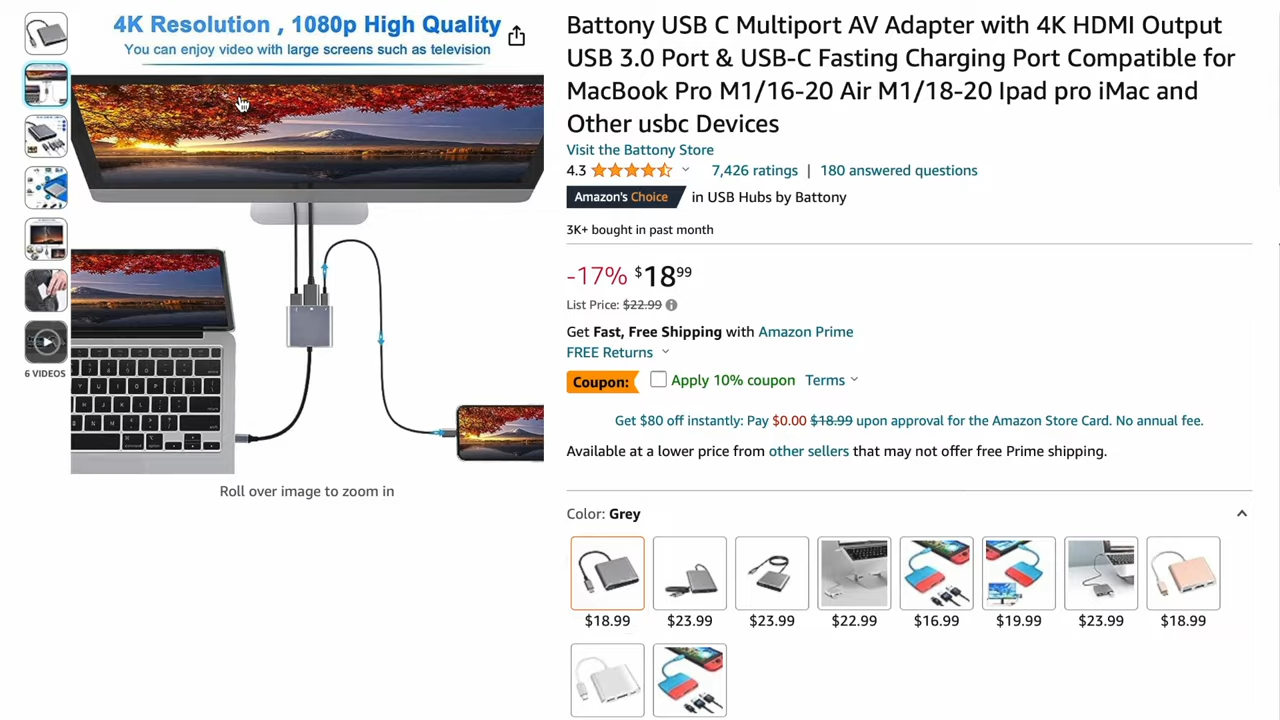 4K Resolution , 1080p High Quality
You can enjoy video with large screens such as television
6 VIDEOS
Roll over image to zoom in
Battony USB C Multiport AV Adapter with 4K HDMI Output
USB 3.0 Port & USB-C Fasting Charging Port Compatible for
MacBook Pro M1/16-20 Air M1/18-20 Ipad pro iMac and
Other usbc Devices
Visit the Battony Store
4.3 7,426 ratings | 180 answered questions
Amazon's Choice in USB Hubs by Battony
3K+ bought in past month
-17% $18 99
List Price: $22.99
Get Fast, Free Shipping with Amazon Prime
FREE Returns
Coupon: Apply 10% coupon Terms
Get $80 off instantly: Pay $0.00 $18.99 upon approval for the Amazon Store Card. No annual fee.
Available at a lower price from other sellers that may not offer free Prime shipping.
Color: Grey
$18.99 $23.99 $23.99 $22.99 $16.99 $19.99 $23.99 $18.99